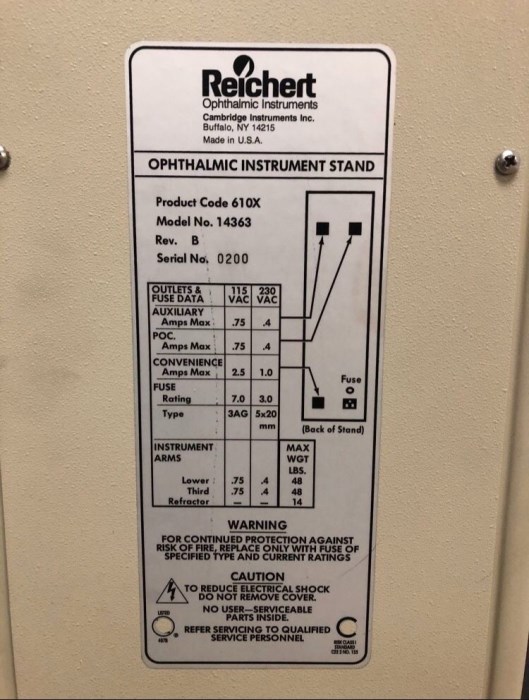 Reichert
Ophthalmic Instruments
Cambridge Instruments Inc.
Buffalo, NY 14215
Made in U.S.A.
OPHTHALMIC INSTRUMENT STAND
Product Code 610X
Model No. 14363
Rev. B
Serial No. 0200
OUTLETS & FUSE DATA 115 VAC 230 VAC
AUXILIARY
Amps Max .75 .4
POC.
Amps Max .75 .4
CONVENIENCE
Amps Max 2.5 1.0
FUSE
Rating 7.0 3.0
Type 3AG 5x20
mm
Fuse
(Back of Stand)
INSTRUMENT ARMS MAX WGT LBS.
Lower .75 .4 48
Third .75 .4 48
Refractor – – 14
WARNING
FOR CONTINUED PROTECTION AGAINST
RISK OF FIRE, REPLACE ONLY WITH FUSE OF
SPECIFIED TYPE AND CURRENT RATINGS
CAUTION
TO REDUCE ELECTRICAL SHOCK
DO NOT REMOVE COVER.
NO USER—SERVICEABLE
PARTS INSIDE.
REFER SERVICING TO QUALIFIED
SERVICE PERSONNEL
LISTED